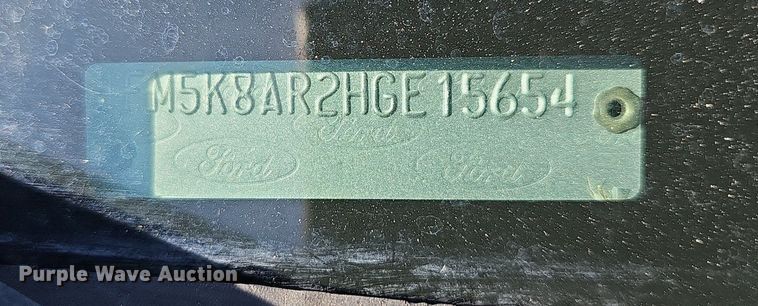 M5K8AR2HGE15654
Ford
Ford Ford
Purple Wave Auction